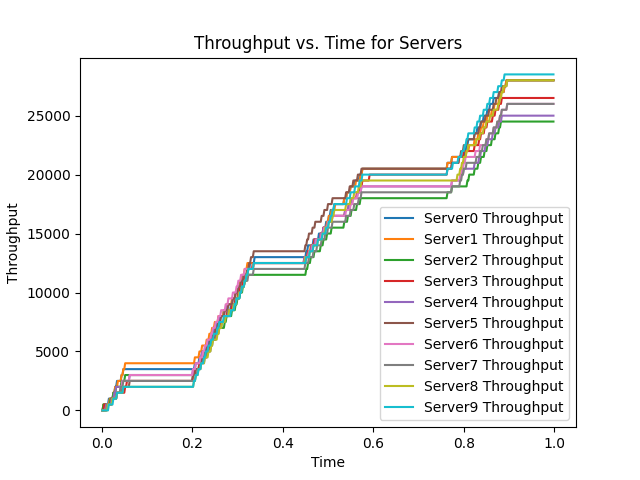 Throughput vs. Time for Servers
Throughput
25000
20000
15000
10000
5000
0
0.0 0.2 0.4 0.6 0.8 1.0
Time
Server0 Throughput
Server1 Throughput
Server2 Throughput
Server3 Throughput
Server4 Throughput
Server5 Throughput
Server6 Throughput
Server7 Throughput
Server8 Throughput
Server9 Throughput